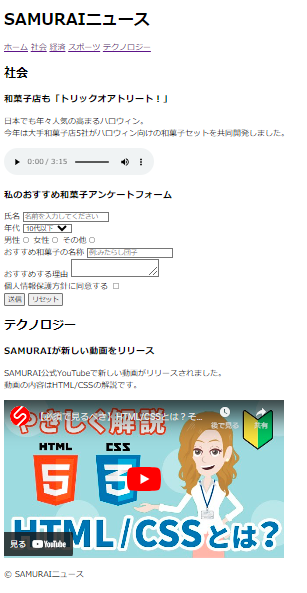 SAMURAIニュース
ホーム 社会 経済 スポーツ テクノロジー
社会
和菓子店も「トリックオアトリート！」
日本でも年々人気の高まるハロウィン。
今年は大手和菓子店5社がハロウィン向けの和菓子セットを共同開発しました。
0:00 / 3:15
私のおすすめ和菓子アンケートフォーム
氏名 名前を入力してください
年代 10代以下
男性 女性 その他
おすすめ和菓子の名称 例:みたらし団子
おすすめする理由
個人情報保護方針に同意する
送信 リセット
テクノロジー
SAMURAIが新しい動画をリリース
SAMURAI公式YouTubeで新しい動画がリリースされました。
動画の内容はHTML/CSSの解説です。
【必須で見るべき】HTML/CSSとは？そ...
後で見る 共有
やさしく解説
HTML CSS
5 3
HTML/CSSとは？
見る YouTube
© SAMURAIニュース